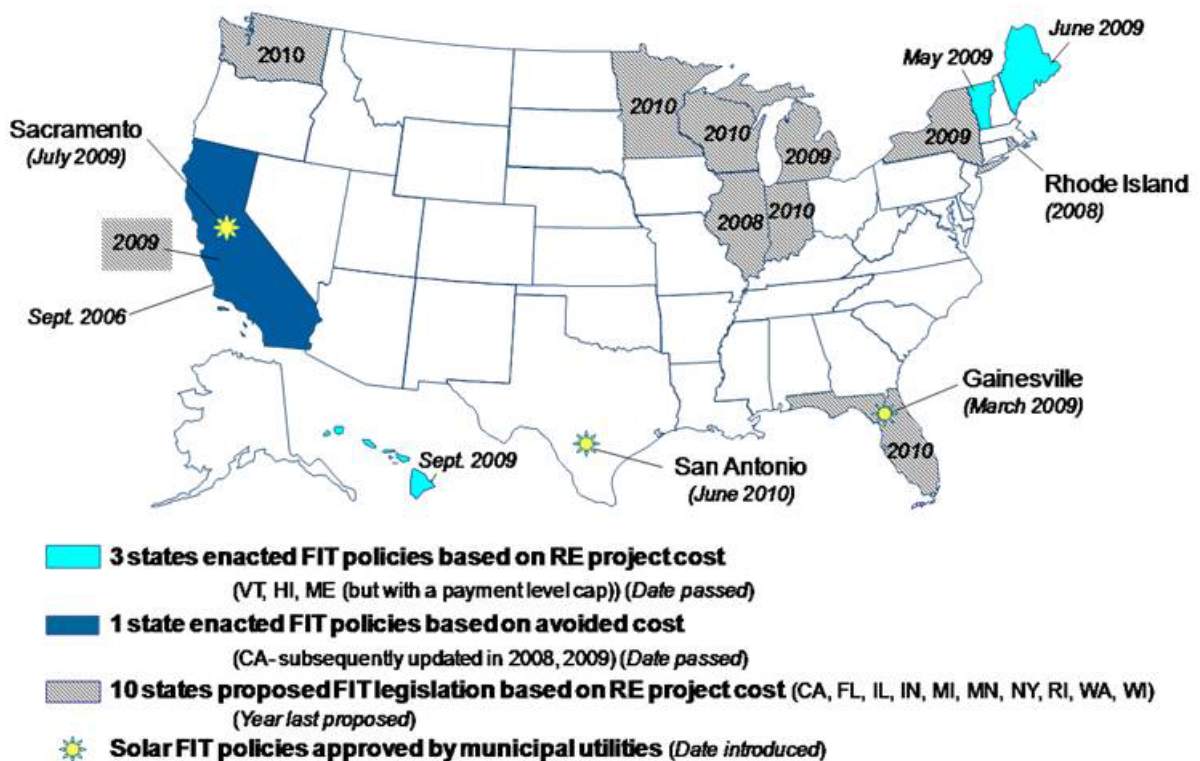 2010
June 2009
May 2009
Sacramento
(July 2009)
2010
2010
2009
2009
Rhode Island
(2008)
2009
2008
2010
Sept. 2006
Gainesville
(March 2009)
Sept. 2009
San Antonio
(June 2010)
2010
3 states enacted FIT policies based on RE project cost
(VT, HI, ME (but with a payment level cap)) (Date passed)
1 state enacted FIT policies based on avoided cost
(CA- subsequently updated in 2008, 2009) (Date passed)
10 states proposed FIT legislation based on RE project cost (CA, FL, IL, IN, MI, MN, NY, RI, WA, WI)
(Year last proposed)
Solar FIT policies approved by municipal utilities (Date introduced)